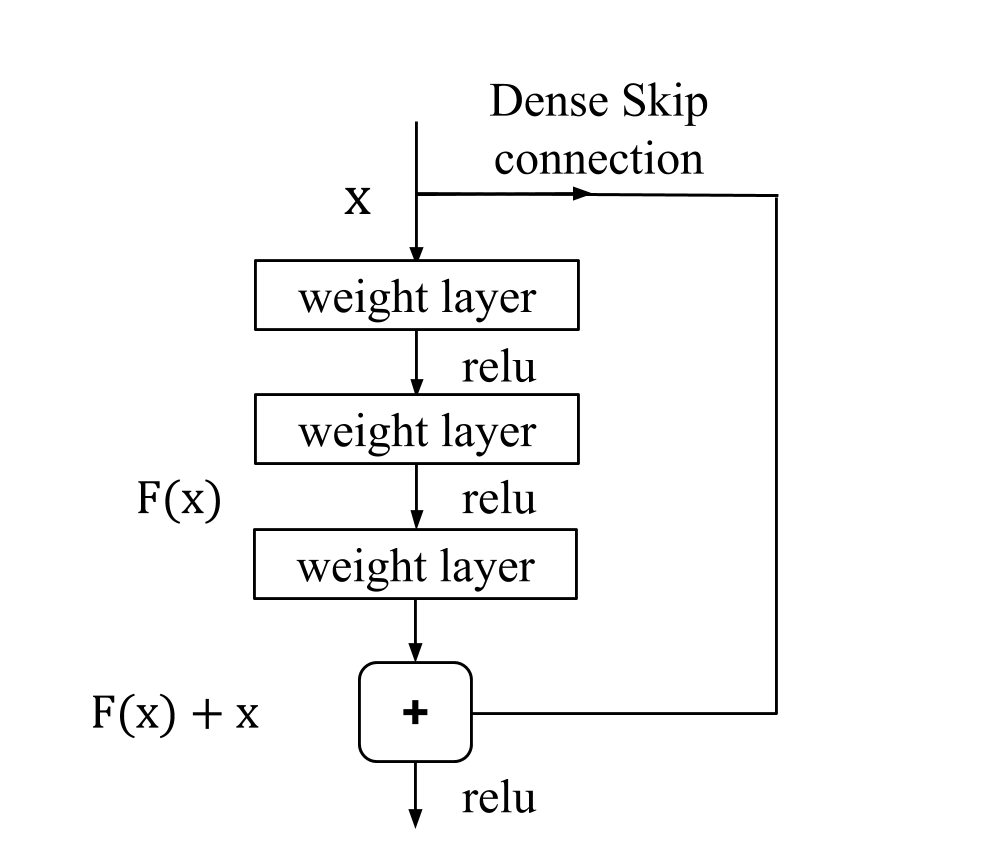 Dense Skip
connection
x
weight layer
relu
weight layer
F(x)
relu
weight layer
F(x) + x
+
relu